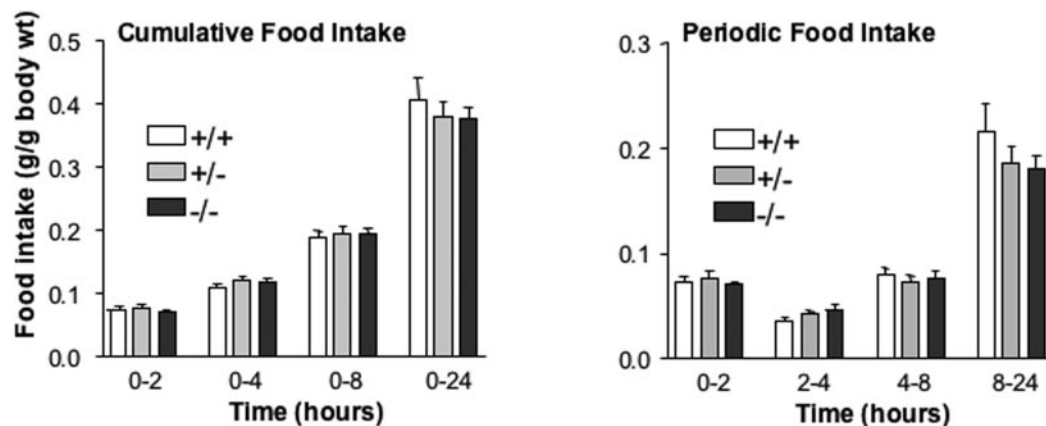 Cumulative Food Intake
Food intake (g/g body wt)
0.5
0.4
0.3
0.2
0.1
0.0
+/+
+/-
-/-
0-2 0-4 0-8 0-24
Time (hours)
Periodic Food Intake
0.3
0.2
0.1
0.0
+/+
+/-
-/-
0-2 2-4 4-8 8-24
Time (hours)